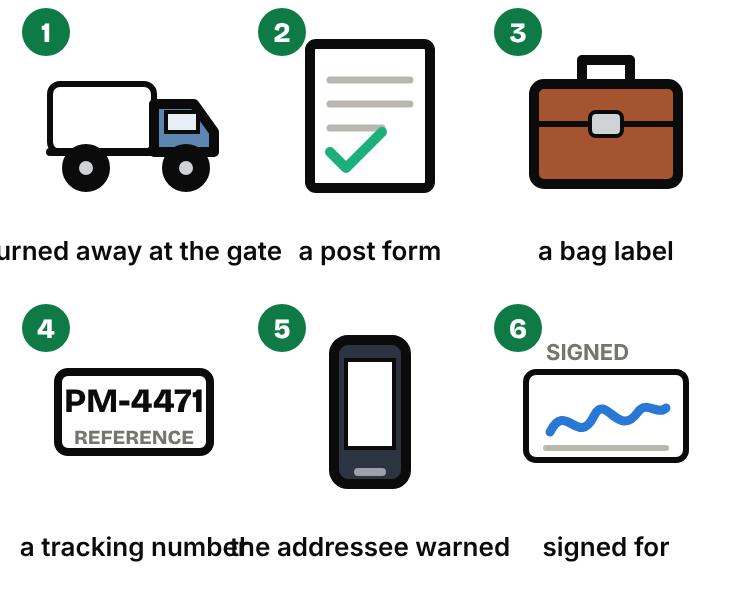 1
2
3
urned away at the gate
a post form
a bag label
4
5
6
SIGNED
PM-4471
REFERENCE
a tracking number
the addressee warned
signed for